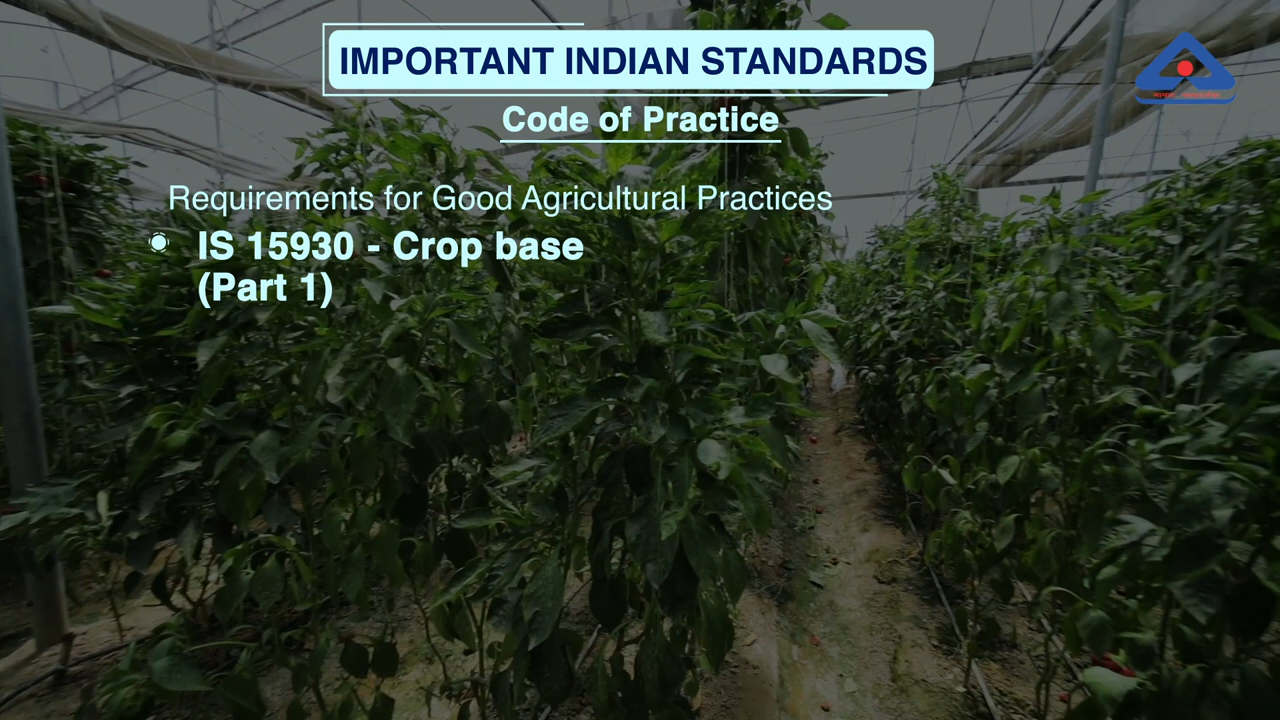 IMPORTANT INDIAN STANDARDS
Code of Practice
Requirements for Good Agricultural Practices
IS 15930 - Crop base
(Part 1)